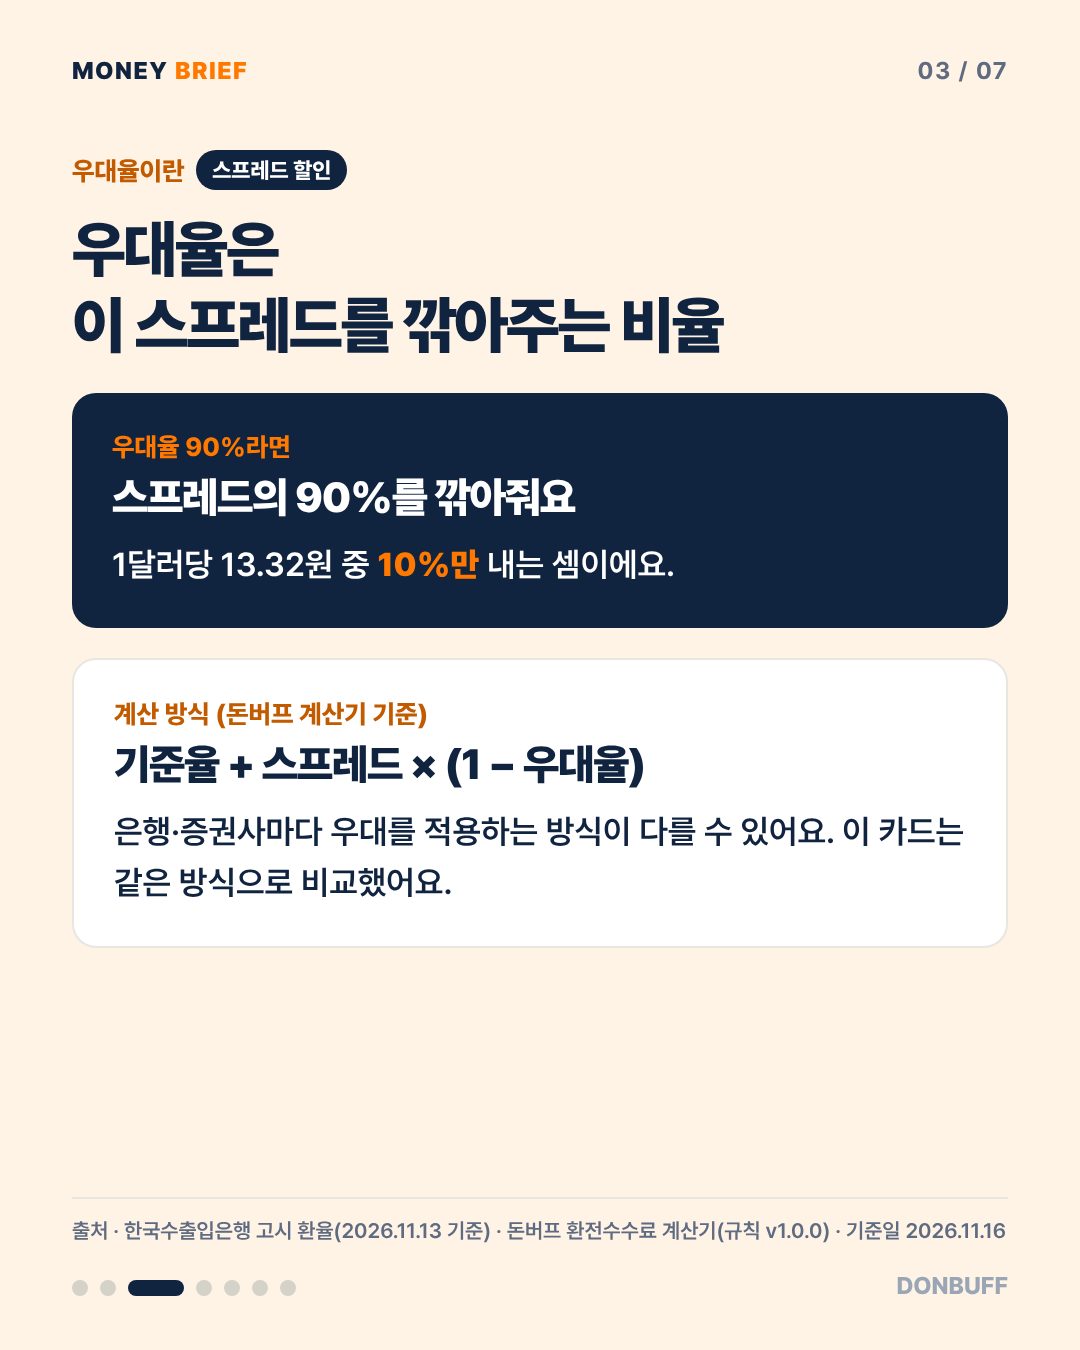 MONEY BRIEF
03 / 07
우대율이란 스프레드 할인
우대율은
이 스프레드를 깎아주는 비율
우대율 90%라면
스프레드의 90%를 깎아줘요
1달러당 13.32원 중 10%만 내는 셈이에요.
계산 방식 (돈버프 계산기 기준)
기준율 + 스프레드 × (1 − 우대율)
은행·증권사마다 우대를 적용하는 방식이 다를 수 있어요. 이 카드는
같은 방식으로 비교했어요.
출처 · 한국수출입은행 고시 환율(2026.11.13 기준) · 돈버프 환전수수료 계산기(규칙 v1.0.0) · 기준일 2026.11.16
DONBUFF